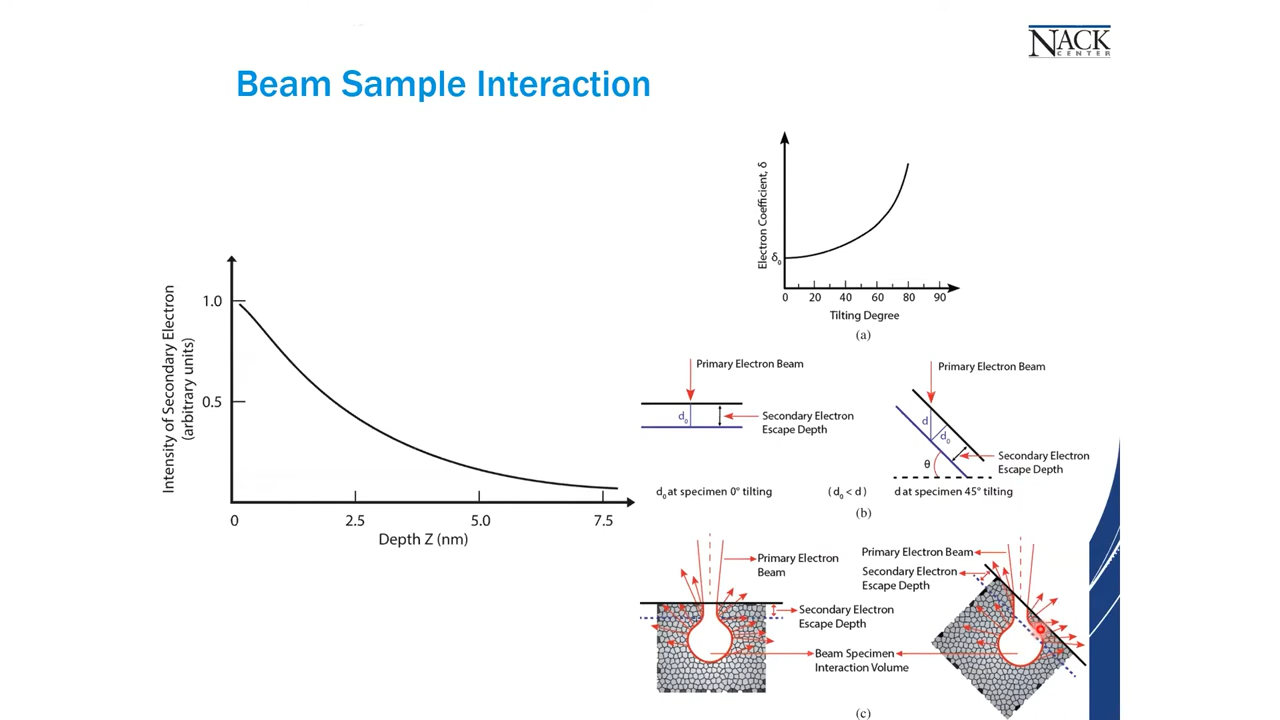 NACK
CENTER
Beam Sample Interaction
Intensity of Secondary Electron
(arbitrary units)
1.0
0.5
0 2.5 5.0 7.5
Depth Z (nm)
Electron Coefficient, δ
δ0
0 20 40 60 80 90
Tilting Degree
(a)
Primary Electron Beam
d0
Secondary Electron
Escape Depth
d0 at specimen 0° tilting
Primary Electron Beam
d
d0
θ
Secondary Electron
Escape Depth
( d0 < d )
d at specimen 45° tilting
(b)
Primary Electron
Beam
Secondary Electron
Escape Depth
Primary Electron Beam
Secondary Electron
Escape Depth
Beam Specimen
Interaction Volume
(c)